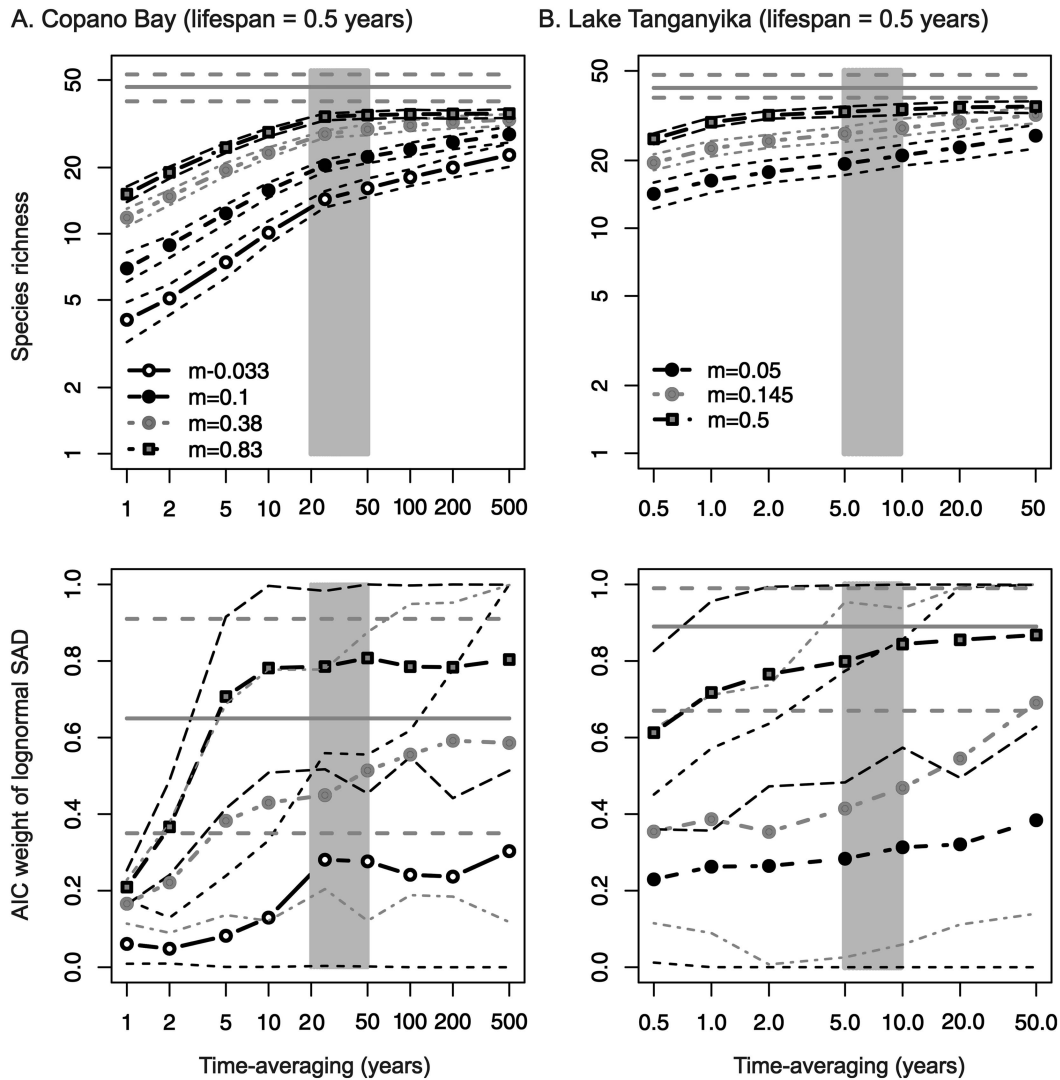 A. Copano Bay (lifespan = 0.5 years)
B. Lake Tanganyika (lifespan = 0.5 years)
Species richness
50
20
10
5
2
1
m-0.033
m=0.1
m=0.38
m=0.83
1 2 5 10 20 50 100 200 500
50
20
10
5
2
1
m=0.05
m=0.145
m=0.5
0.5 1.0 2.0 5.0 10.0 20.0 50
AIC weight of lognormal SAD
1.0
0.8
0.6
0.4
0.2
0.0
1 2 5 10 20 50 100 200 500
Time-averaging (years)
1.0
0.8
0.6
0.4
0.2
0.0
0.5 1.0 2.0 5.0 10.0 20.0 50.0
Time-averaging (years)